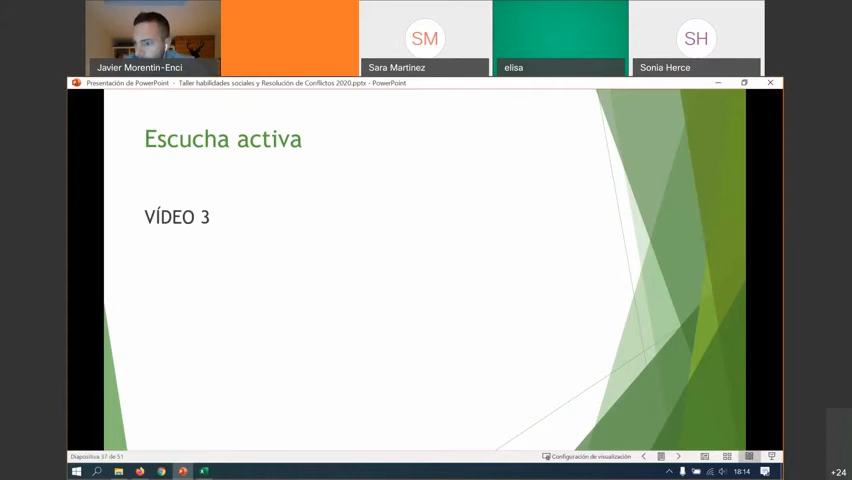 SM
SH
Javier Morentin-Enci
Sara Martinez
elisa
Sonia Herce
Presentación de PowerPoint - Taller habilidades sociales y Resolución de Conflictos 2020.pptx - PowerPoint
Escucha activa
VÍDEO 3
Diapositiva 37 de 51
Configuración de visualización
18:14
+24